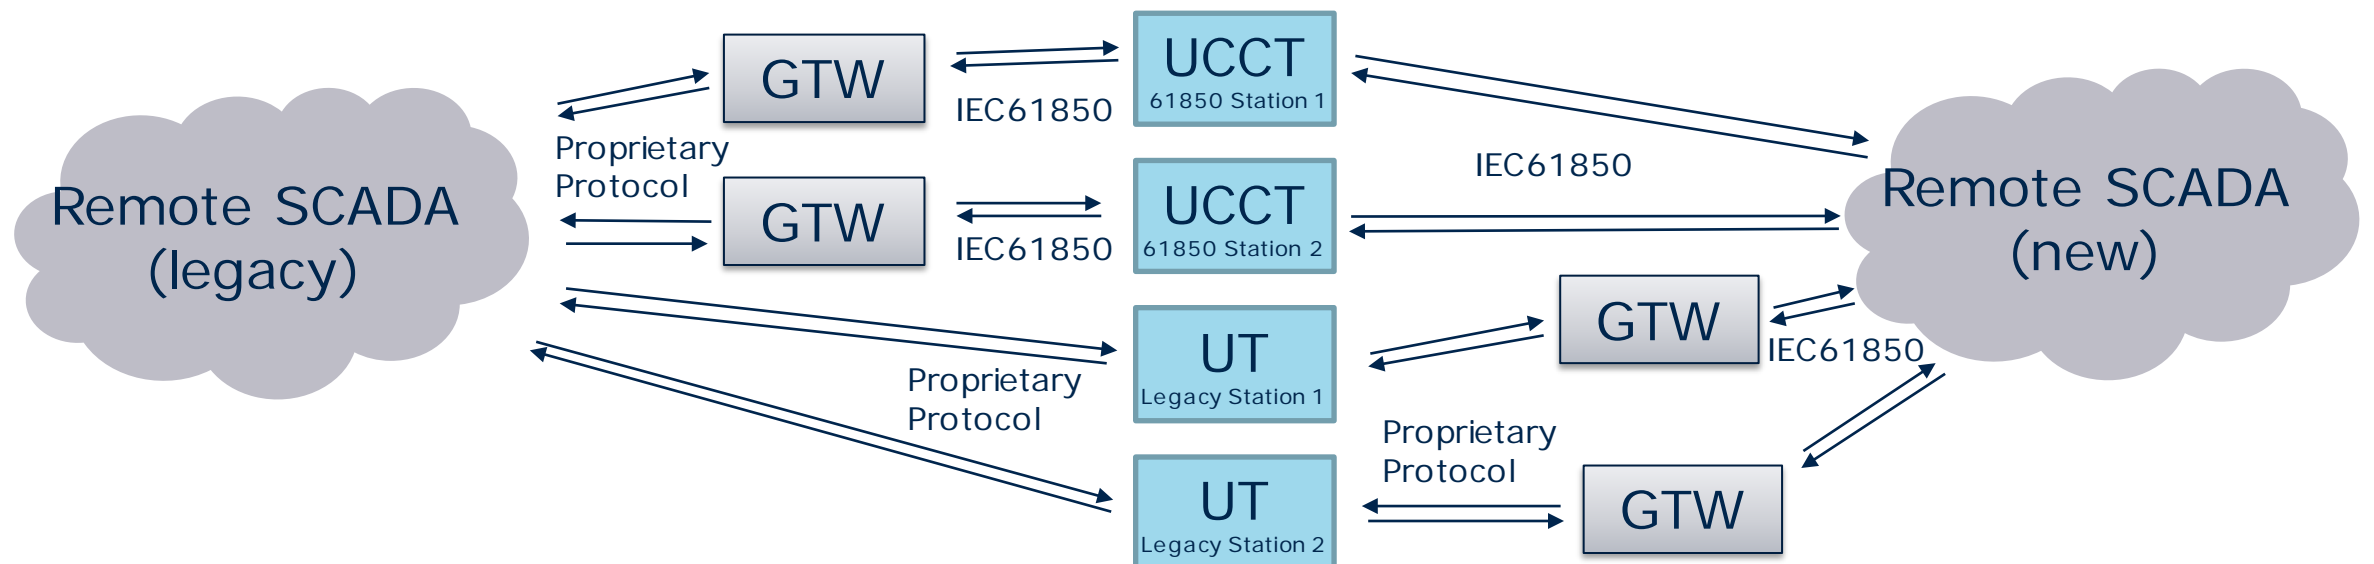 Remote SCADA
(legacy)
Proprietary
Protocol
GTW
IEC61850
UCCT
61850 Station 1
GTW
IEC61850
UCCT
61850 Station 2
IEC61850
Remote SCADA
(new)
Proprietary
Protocol
UT
Legacy Station 1
GTW
IEC61850
UT
Legacy Station 2
Proprietary
Protocol
GTW